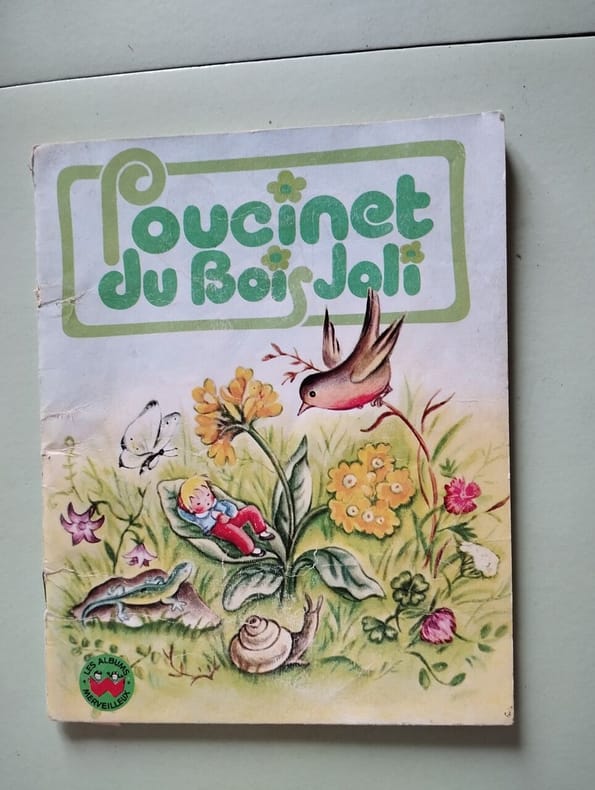 Poucinet
du Bois Joli
LES ALBUMS
MERVEILLEUX